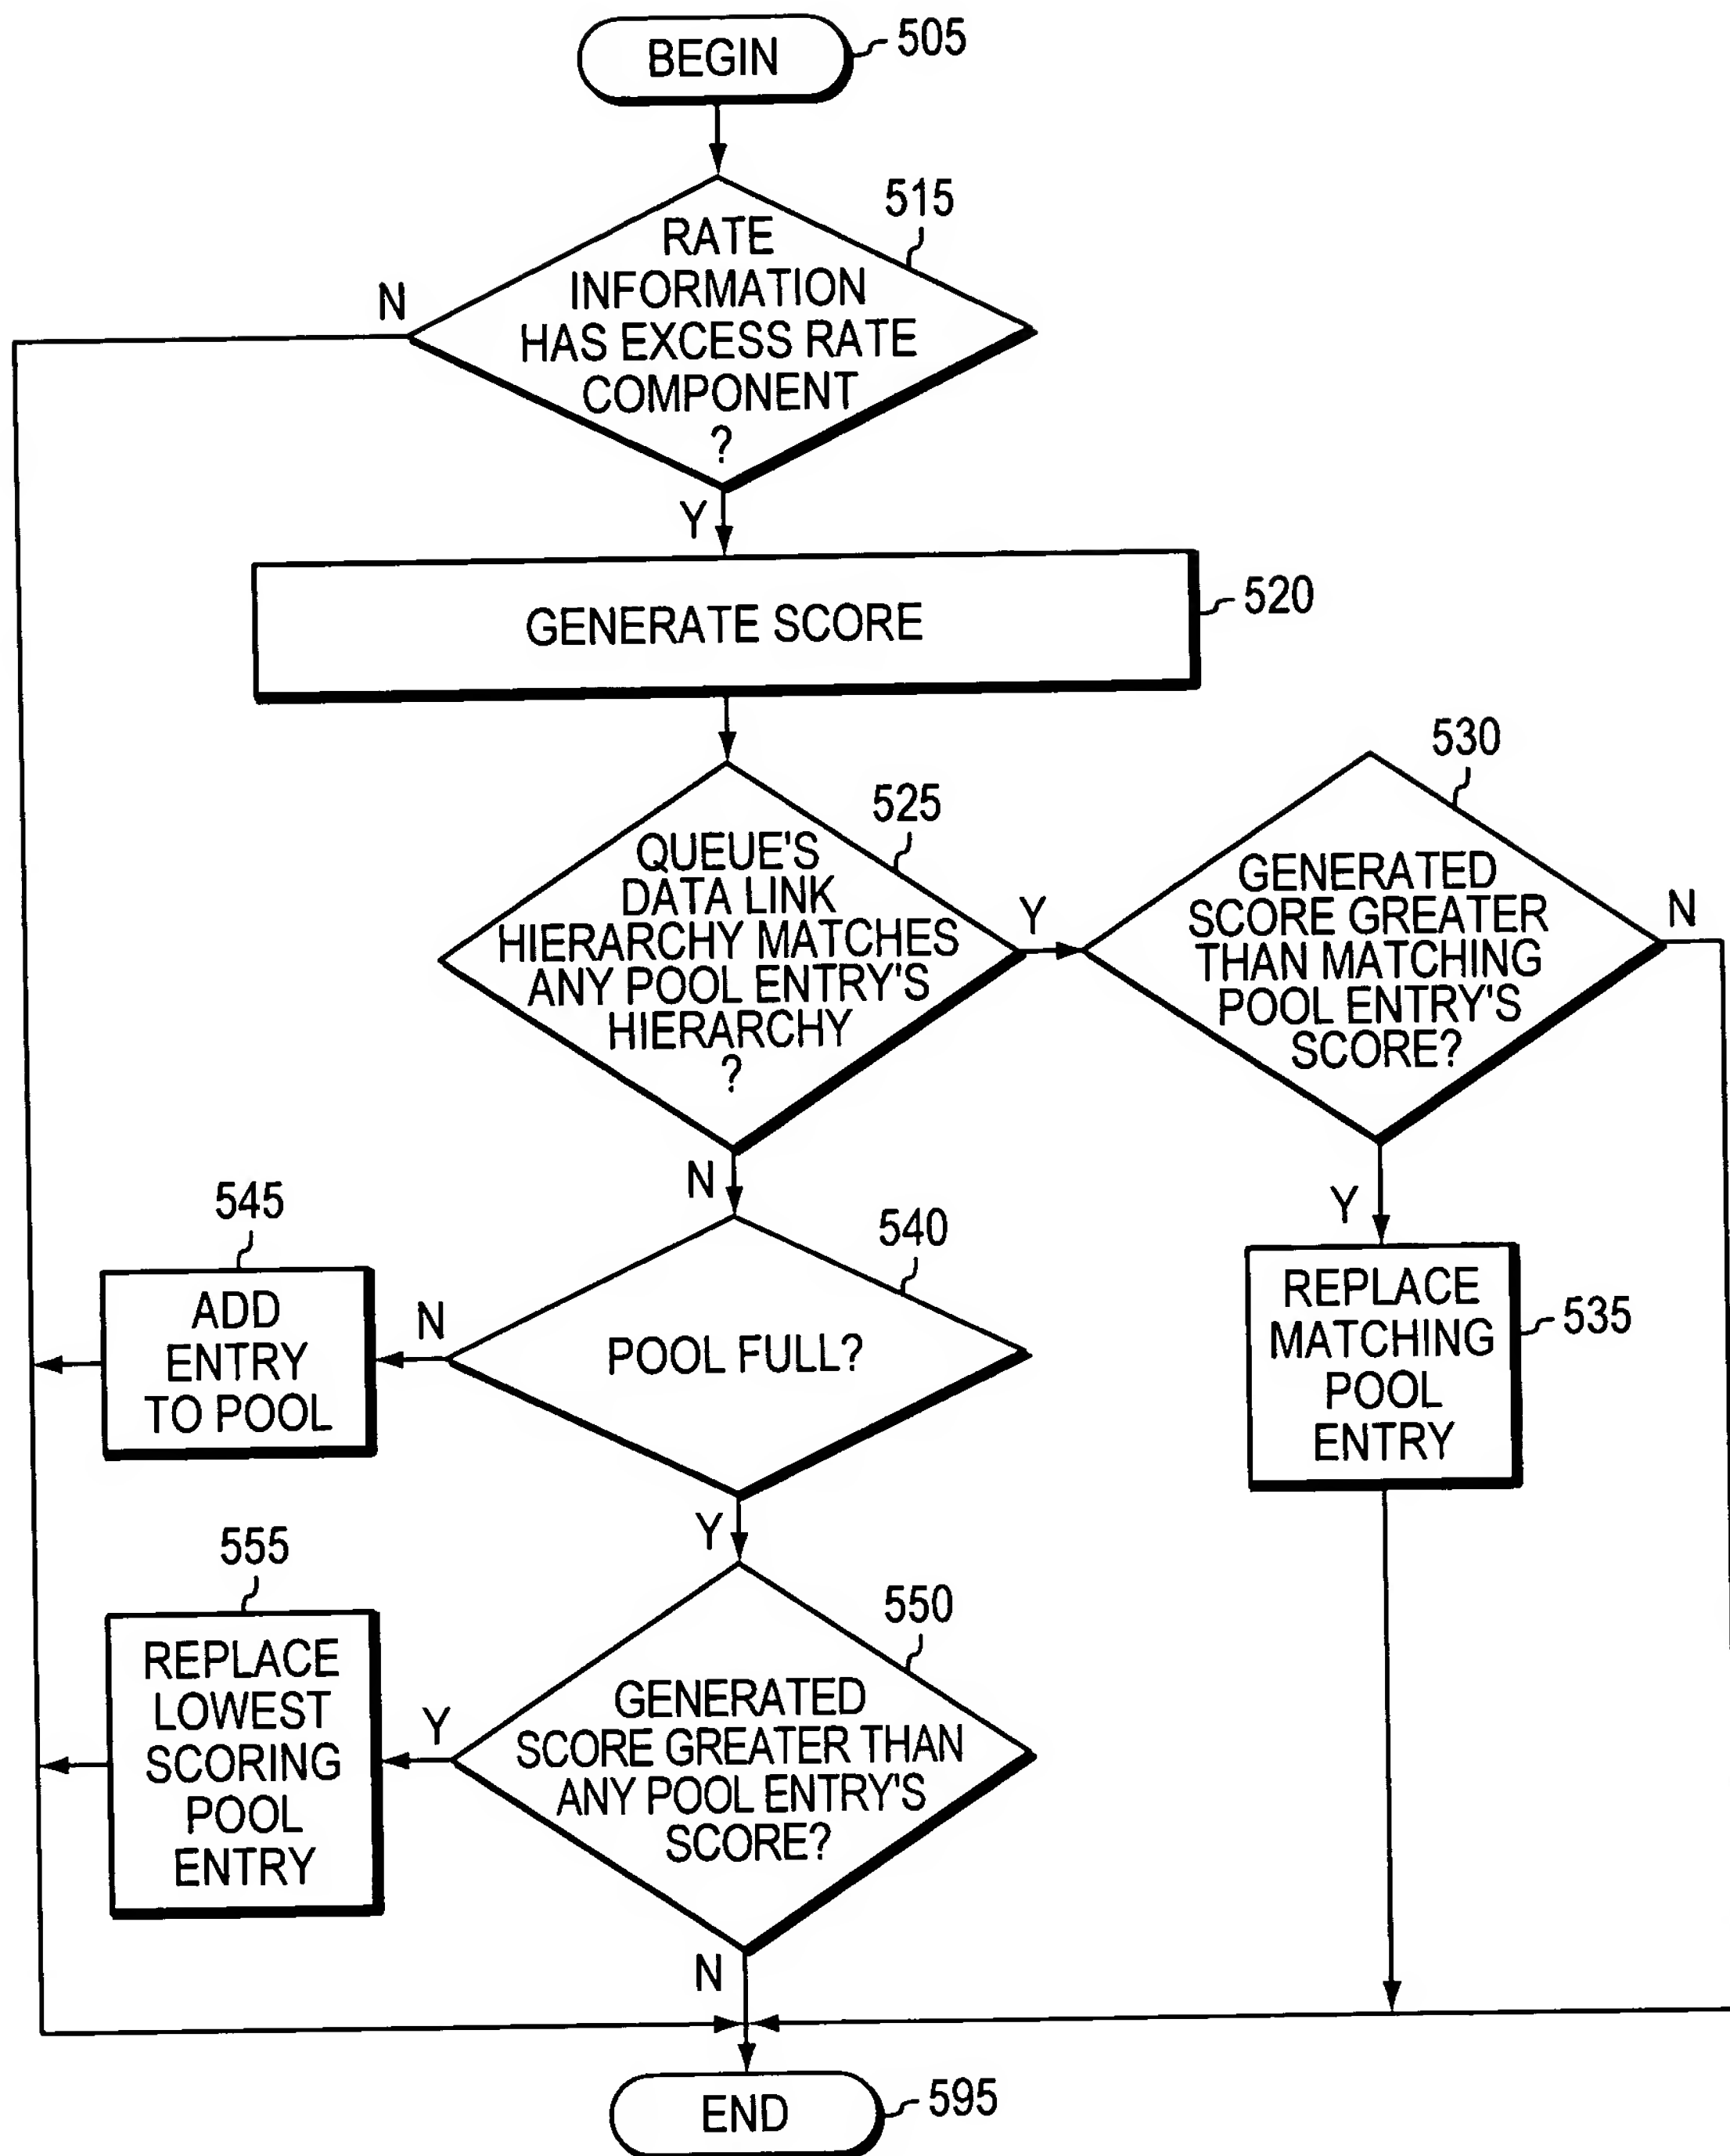 BEGIN
505
515
RATE
INFORMATION
HAS EXCESS RATE
COMPONENT
?
N
Y
GENERATE SCORE
520
525
QUEUE'S
DATA LINK
HIERARCHY MATCHES
ANY POOL ENTRY'S
HIERARCHY
?
Y
N
530
GENERATED
SCORE GREATER
THAN MATCHING
POOL ENTRY'S
SCORE?
N
Y
REPLACE
MATCHING
POOL
ENTRY
535
540
POOL FULL?
N
Y
545
ADD
ENTRY
TO POOL
550
GENERATED
SCORE GREATER THAN
ANY POOL ENTRY'S
SCORE?
Y
N
555
REPLACE
LOWEST
SCORING
POOL
ENTRY
END
595